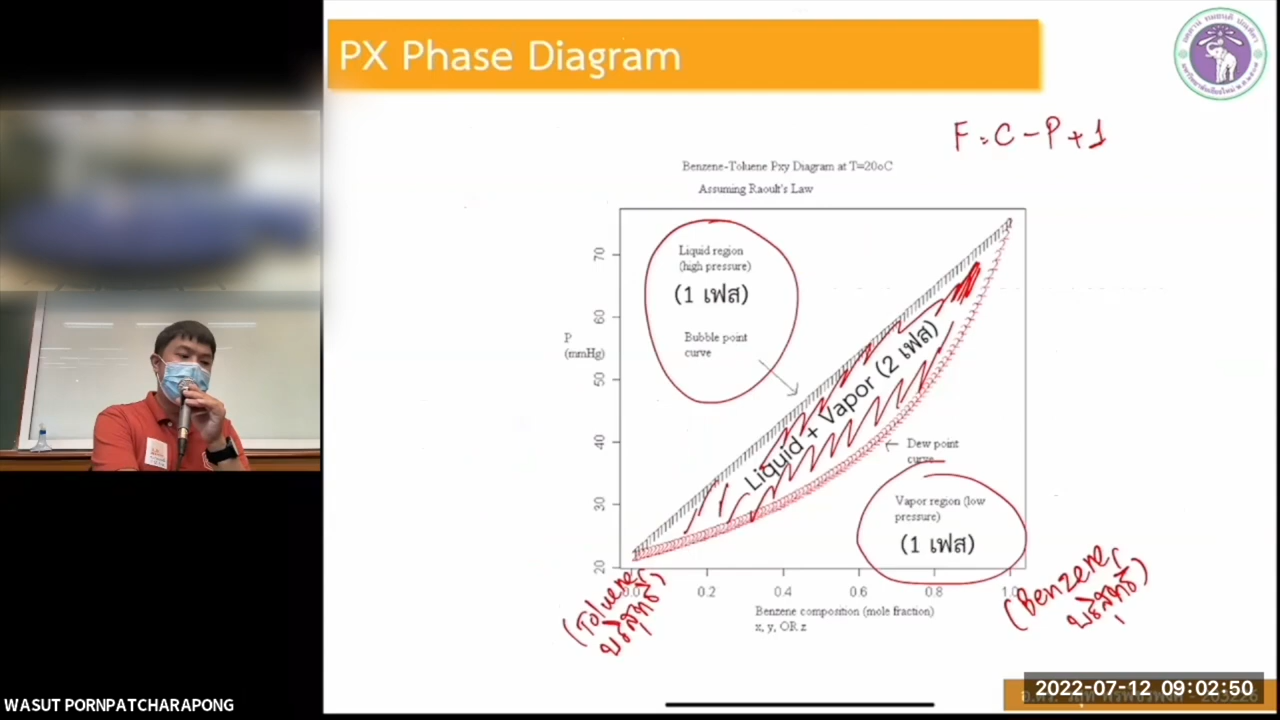 PX Phase Diagram
F = C - P + 1
Benzene-Toluene Pxy Diagram at T=20oC
Assuming Raoult's Law
Liquid region
(high pressure)
(1 เฟส)
Bubble point
curve
P
(mmHg)
70
60
50
40
30
20
Liquid + Vapor (2 เฟส)
Dew point
curve
Vapor region (low
pressure)
(1 เฟส)
0.0 0.2 0.4 0.6 0.8 1.0
(Toluene
บริสุทธิ์)
(Benzene
บริสุทธิ์)
Benzene composition (mole fraction)
x, y, OR z
2022-07-12 09:02:50
WASUT PORNPATCHARAPONG